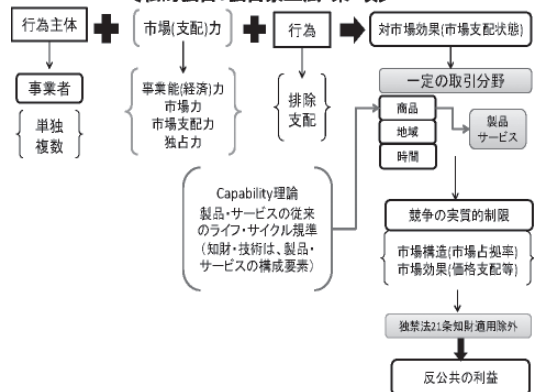 行為主体
市場(支配)力
行為
対市場効果(市場支配状態)
事業者
単独
複数
事業能(経済)力
市場力
市場支配力
独占力
排除
支配
一定の取引分野
商品
地域
時間
製品
サービス
Capability理論
製品・サービスの従来
のライフ・サイクル規準
(知財・技術は、製品・
サービスの構成要素)
競争の実質的制限
市場構造(市場占拠率)
市場効果(価格支配等)
独禁法21条知財適用除外
反公共の利益